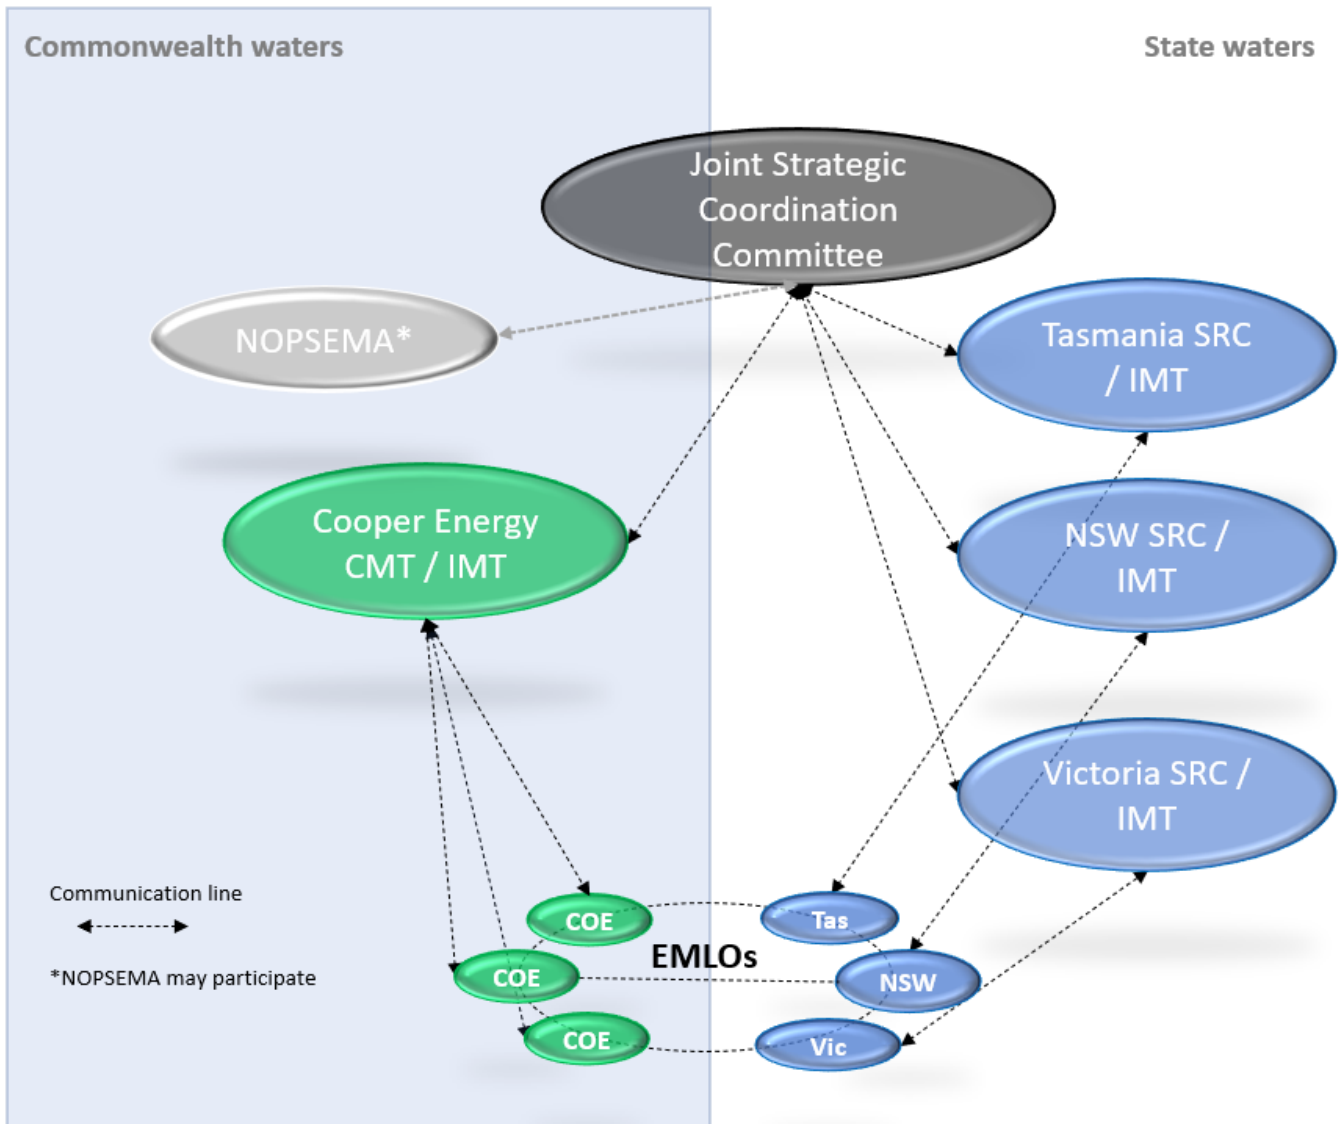 Commonwealth waters
State waters
Joint Strategic
Coordination
Committee
NOPSEMA*
Tasmania SRC
/ IMT
Cooper Energy
CMT / IMT
NSW SRC /
IMT
Victoria SRC /
IMT
Communication line
*NOPSEMA may participate
COE
Tas
EMLOs
COE
NSW
COE
Vic